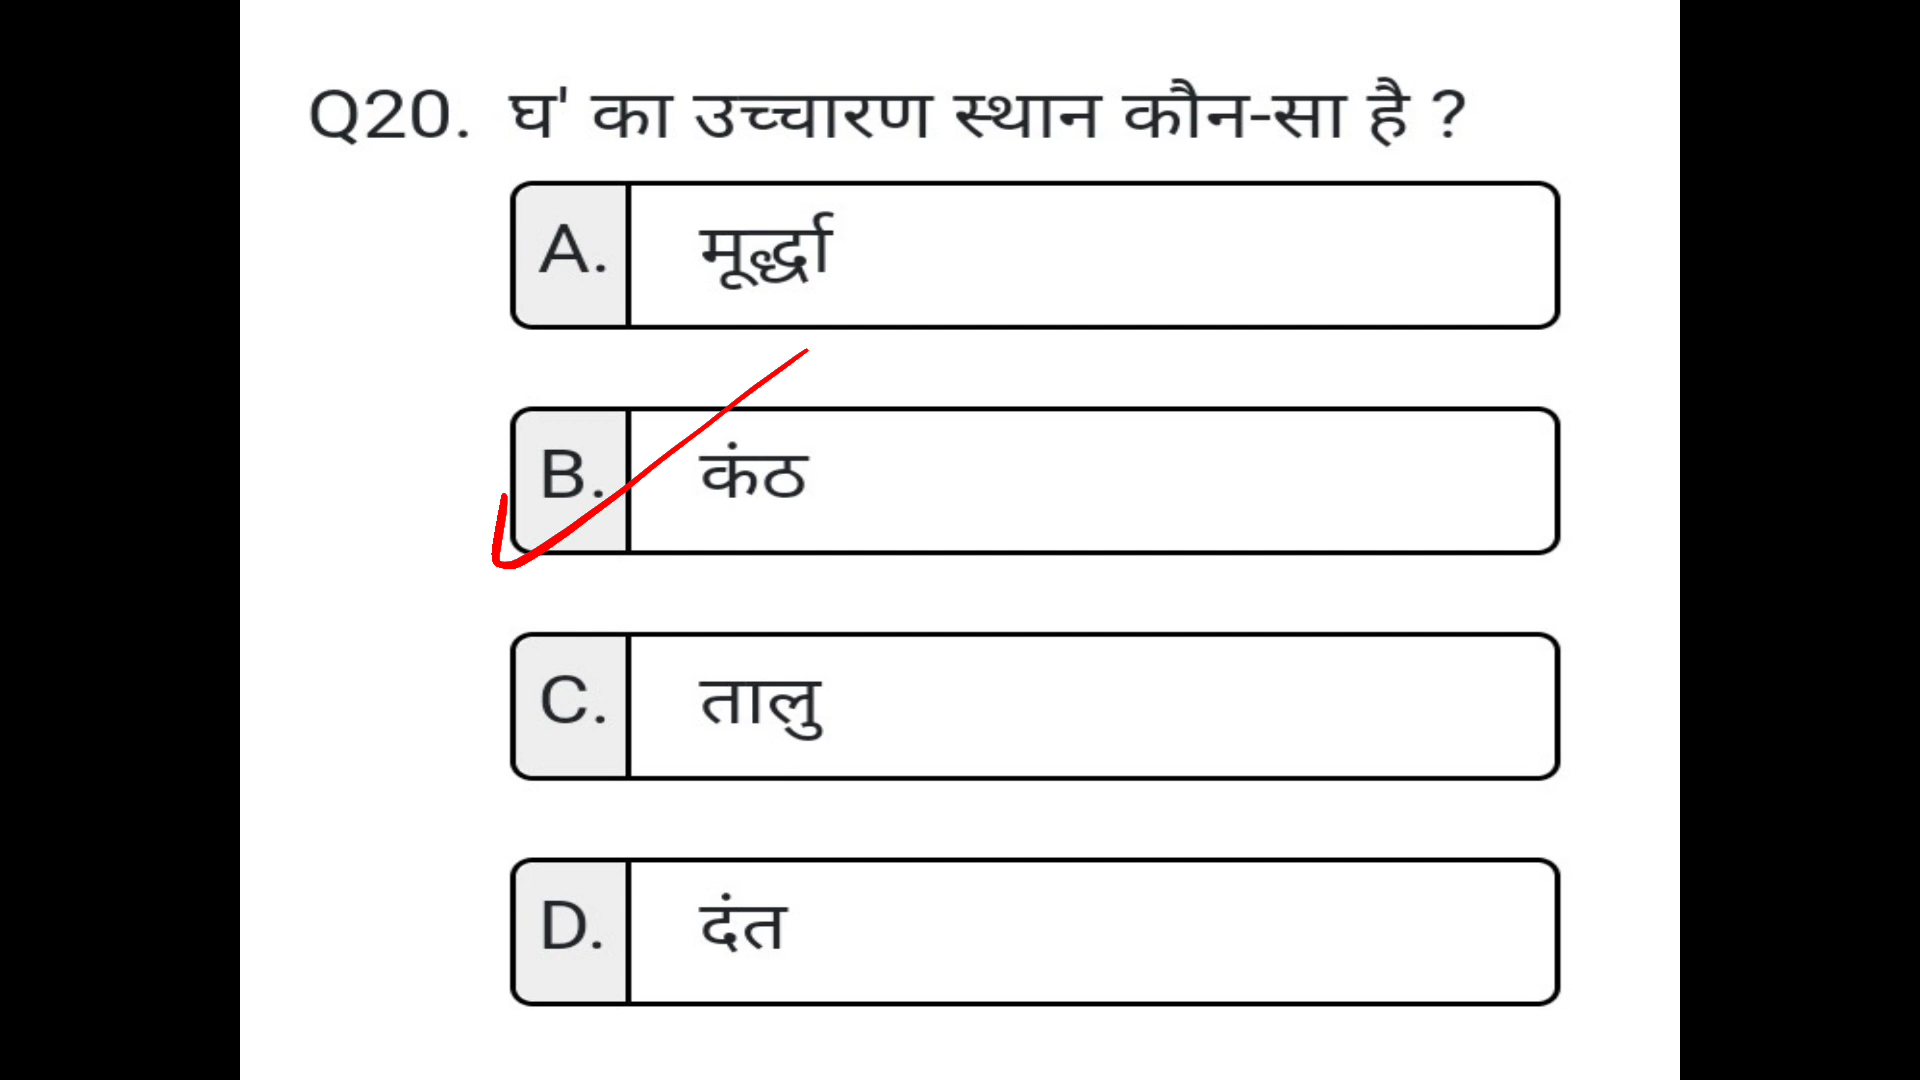 Q20. घ' का उच्चारण स्थान कौन-सा है ?
A. मूर्द्धा
B. कंठ
C. तालु
D. दंत